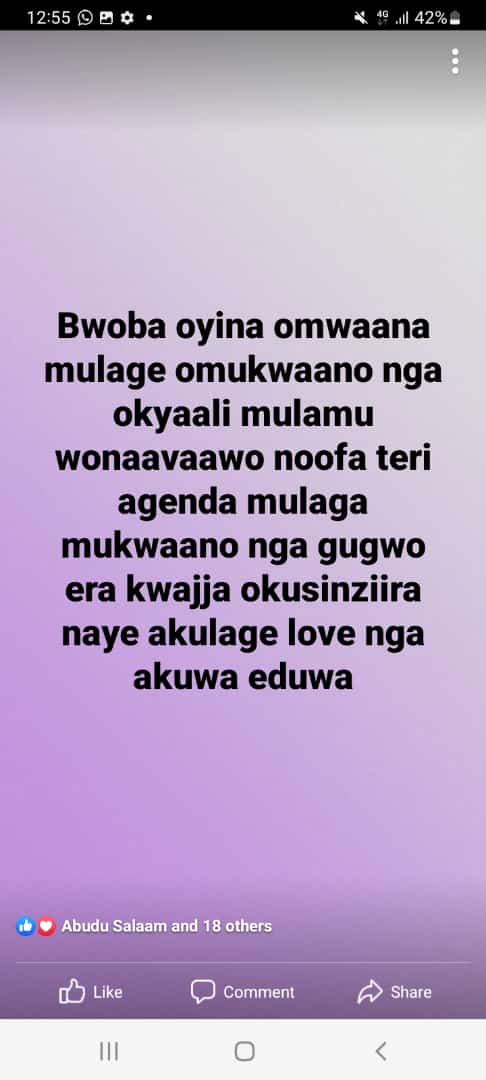 12:55 4G 42%
Bwoba oyina omwaana
mulage omukwaano nga
okyaali mulamu
wonaavaawo noofa teri
agenda mulaga
mukwaano nga gugwo
era kwajja okusinziira
naye akulage love nga
akuwa eduwa
Abudu Salaam and 18 others
Like Comment Share